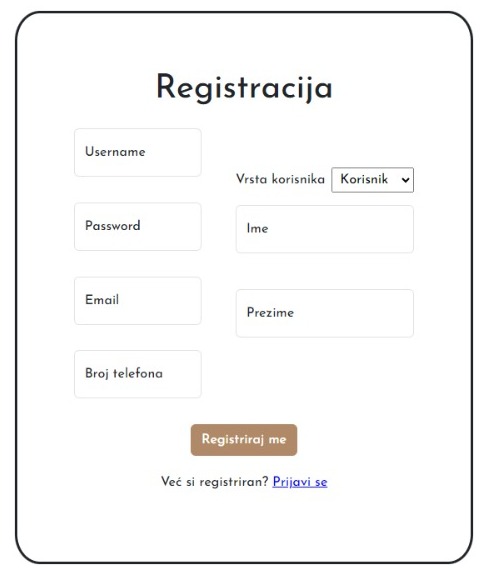 Registracija
Username
Password
Email
Broj telefona
Vrsta korisnika Korisnik
Ime
Prezime
Registriraj me
Već si registriran? Prijavi se